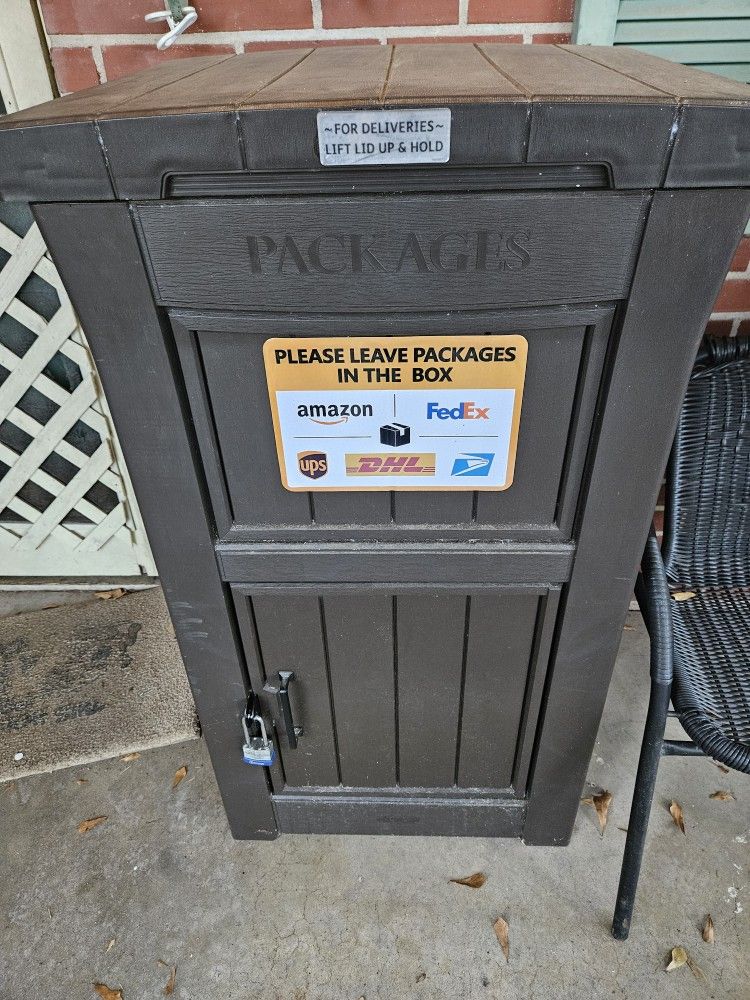 ~FOR DELIVERIES~
LIFT LID UP & HOLD
PACKAGES
PLEASE LEAVE PACKAGES
IN THE BOX
amazon FedEx
ups DHL